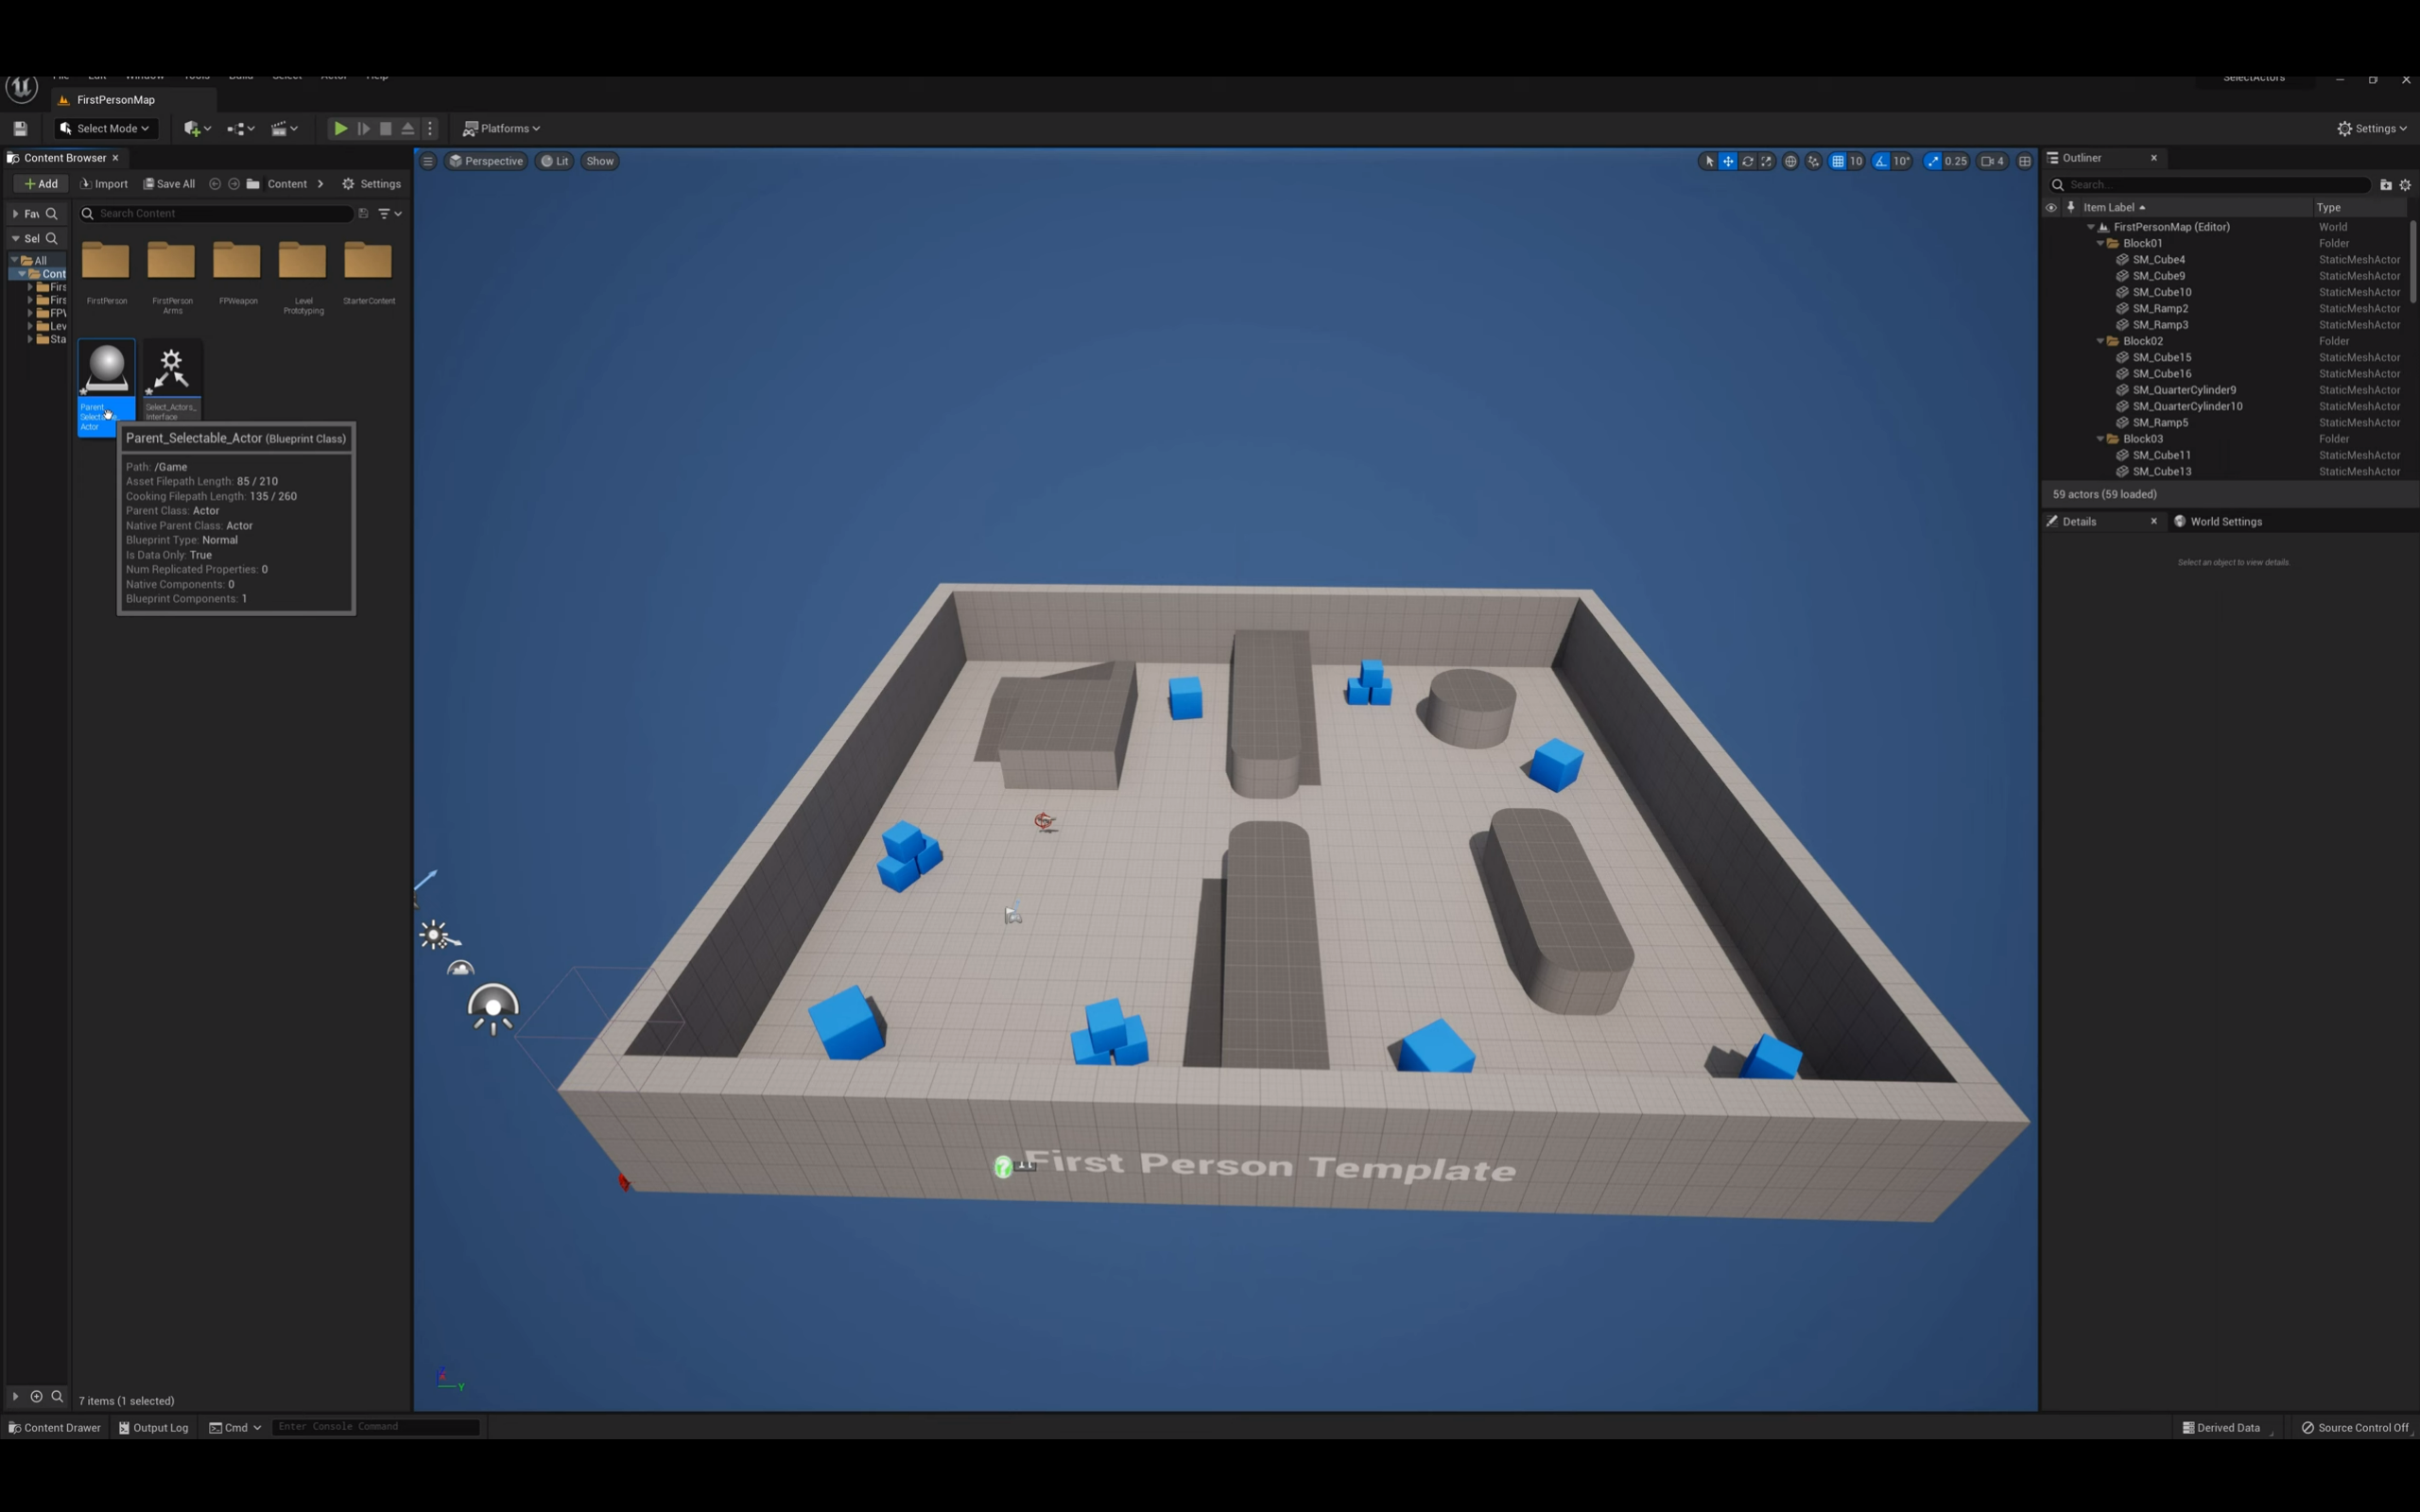 File Edit Window Tools Build Select Actor Help
SelectActors
FirstPersonMap
Select Mode
Platforms
Settings
Content Browser
Add
Import
Save All
Content
Settings
Fav
Search Content
Sel
All
Cont
Firs
Firs
FPV
Lev
Sta
FirstPerson
FirstPerson
Arms
FPWeapon
Level
Prototyping
StarterContent
Parent_
Actor
Select_Actors_
Interface
Parent_Selectable_Actor (Blueprint Class)
Path: /Game
Asset Filepath Length: 85 / 210
Cooking Filepath Length: 135 / 260
Parent Class: Actor
Native Parent Class: Actor
Blueprint Type: Normal
Is Data Only: True
Num Replicated Properties: 0
Native Components: 0
Blueprint Components: 1
7 items (1 selected)
Perspective
Lit
Show
10
10°
0.25
4
First Person Template
Z
Y
Outliner
Search...
Item Label Type
FirstPersonMap (Editor) World
Block01 Folder
SM_Cube4 StaticMeshActor
SM_Cube9 StaticMeshActor
SM_Cube10 StaticMeshActor
SM_Ramp2 StaticMeshActor
SM_Ramp3 StaticMeshActor
Block02 Folder
SM_Cube15 StaticMeshActor
SM_Cube16 StaticMeshActor
SM_QuarterCylinder9 StaticMeshActor
SM_QuarterCylinder10 StaticMeshActor
SM_Ramp5 StaticMeshActor
Block03 Folder
SM_Cube11 StaticMeshActor
SM_Cube13 StaticMeshActor
59 actors (59 loaded)
Details
World Settings
Select an object to view details.
Content Drawer
Output Log
Cmd
Enter Console Command
Derived Data
Source Control Off